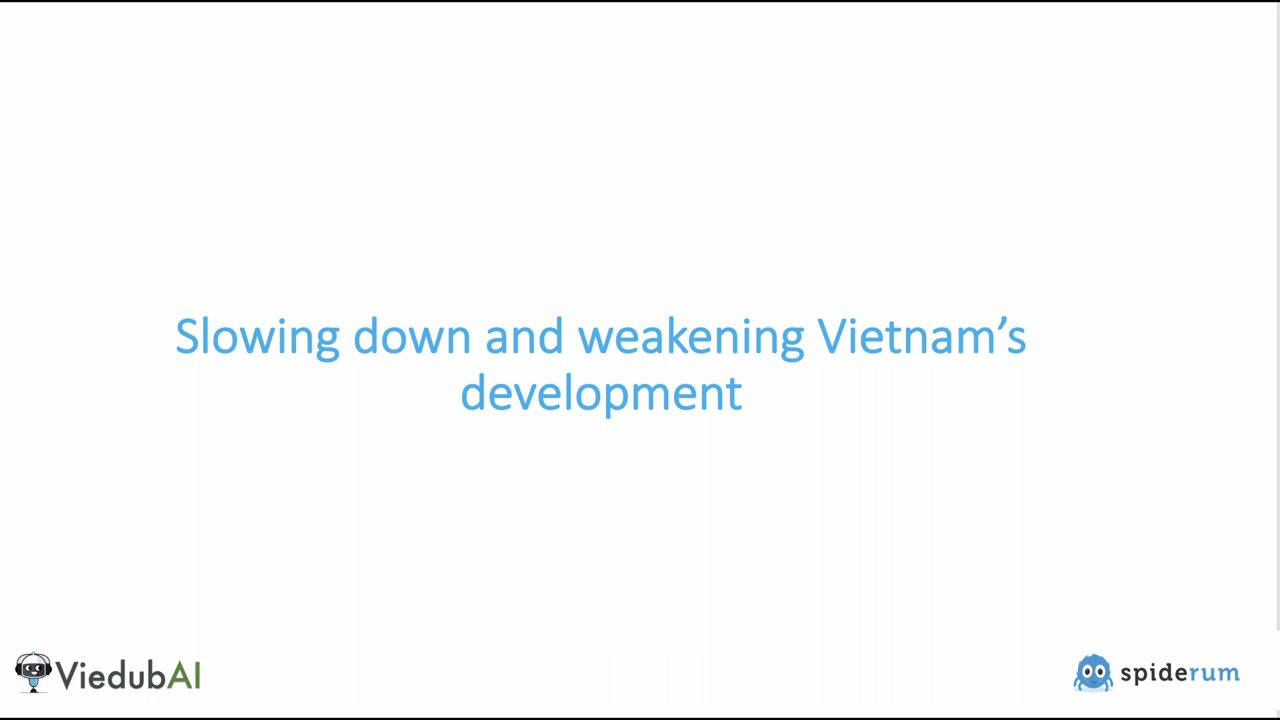 Slowing down and weakening Vietnam’s
development
ViedubAI
spiderum